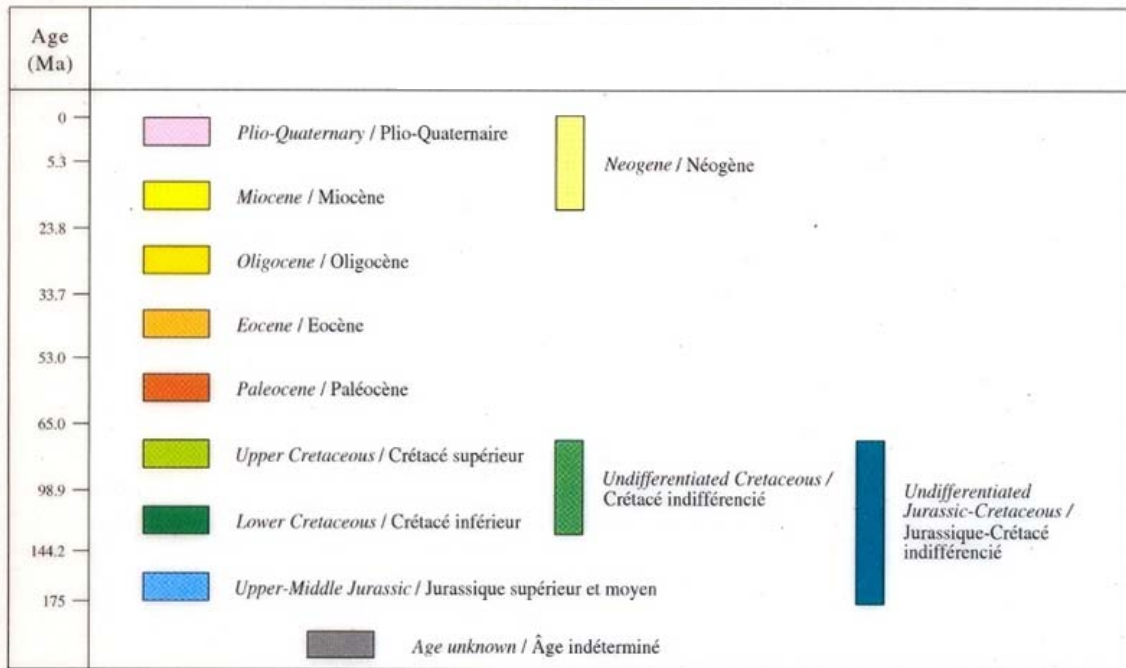 Age
(Ma)
0
Plio-Quaternary / Plio-Quaternaire
5.3
Neogene / Néogène
Miocene / Miocène
23.8
Oligocene / Oligocène
33.7
Eocene / Eocène
53.0
Paleocene / Paléocène
65.0
Upper Cretaceous / Crétacé supérieur
Undifferentiated Cretaceous /
Crétacé indifférencié
98.9
Undifferentiated
Jurassic-Cretaceous /
Jurassique-Crétacé
indifférencié
Lower Cretaceous / Crétacé inférieur
144.2
Upper-Middle Jurassic / Jurassique supérieur et moyen
175
Age unknown / Âge indéterminé